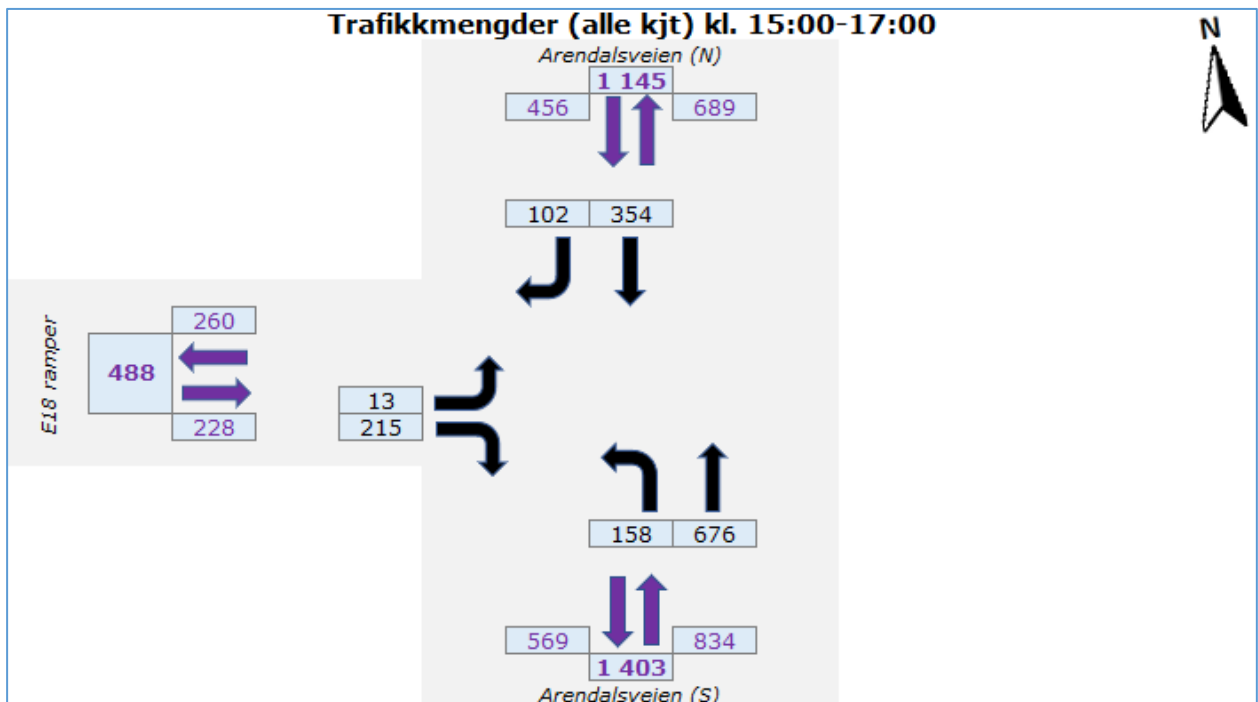 Trafikkmengder (alle kjt) kl. 15:00-17:00
N
Arendalsveien (N)
1 145
456 689
102 354
260
E18 ramper
488
13
228
215
158 676
569 834
1 403
Arendalsveien (S)